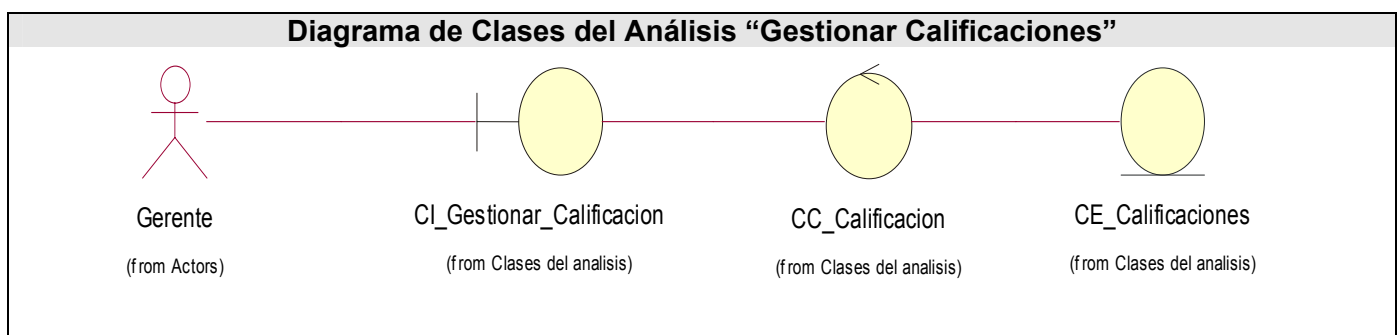 Diagrama de Clases del Análisis “Gestionar Calificaciones”
Gerente
(from Actors)
CI_Gestionar_Calificacion
(from Clases del analisis)
CC_Calificacion
(from Clases del analisis)
CE_Calificaciones
(from Clases del analisis)